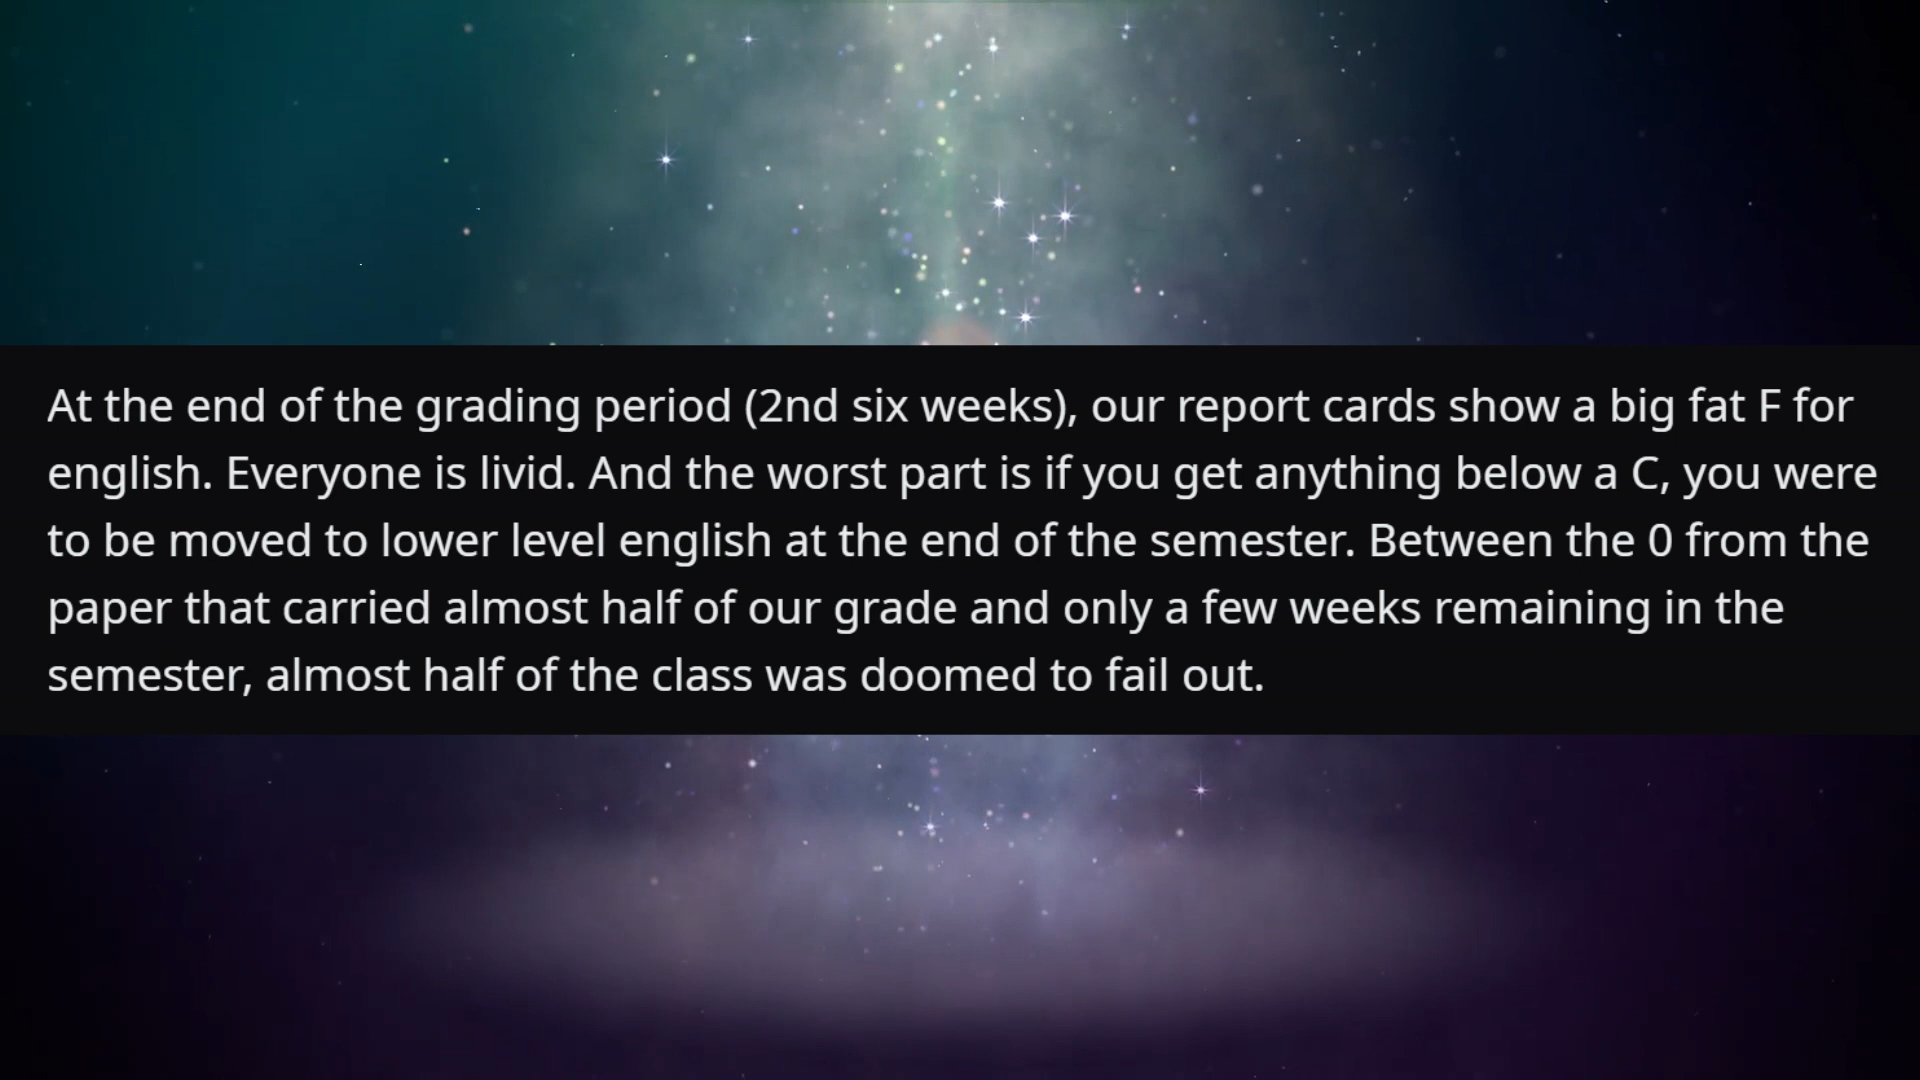 At the end of the grading period (2nd six weeks), our report cards show a big fat F for
english. Everyone is livid. And the worst part is if you get anything below a C, you were
to be moved to lower level english at the end of the semester. Between the 0 from the
paper that carried almost half of our grade and only a few weeks remaining in the
semester, almost half of the class was doomed to fail out.